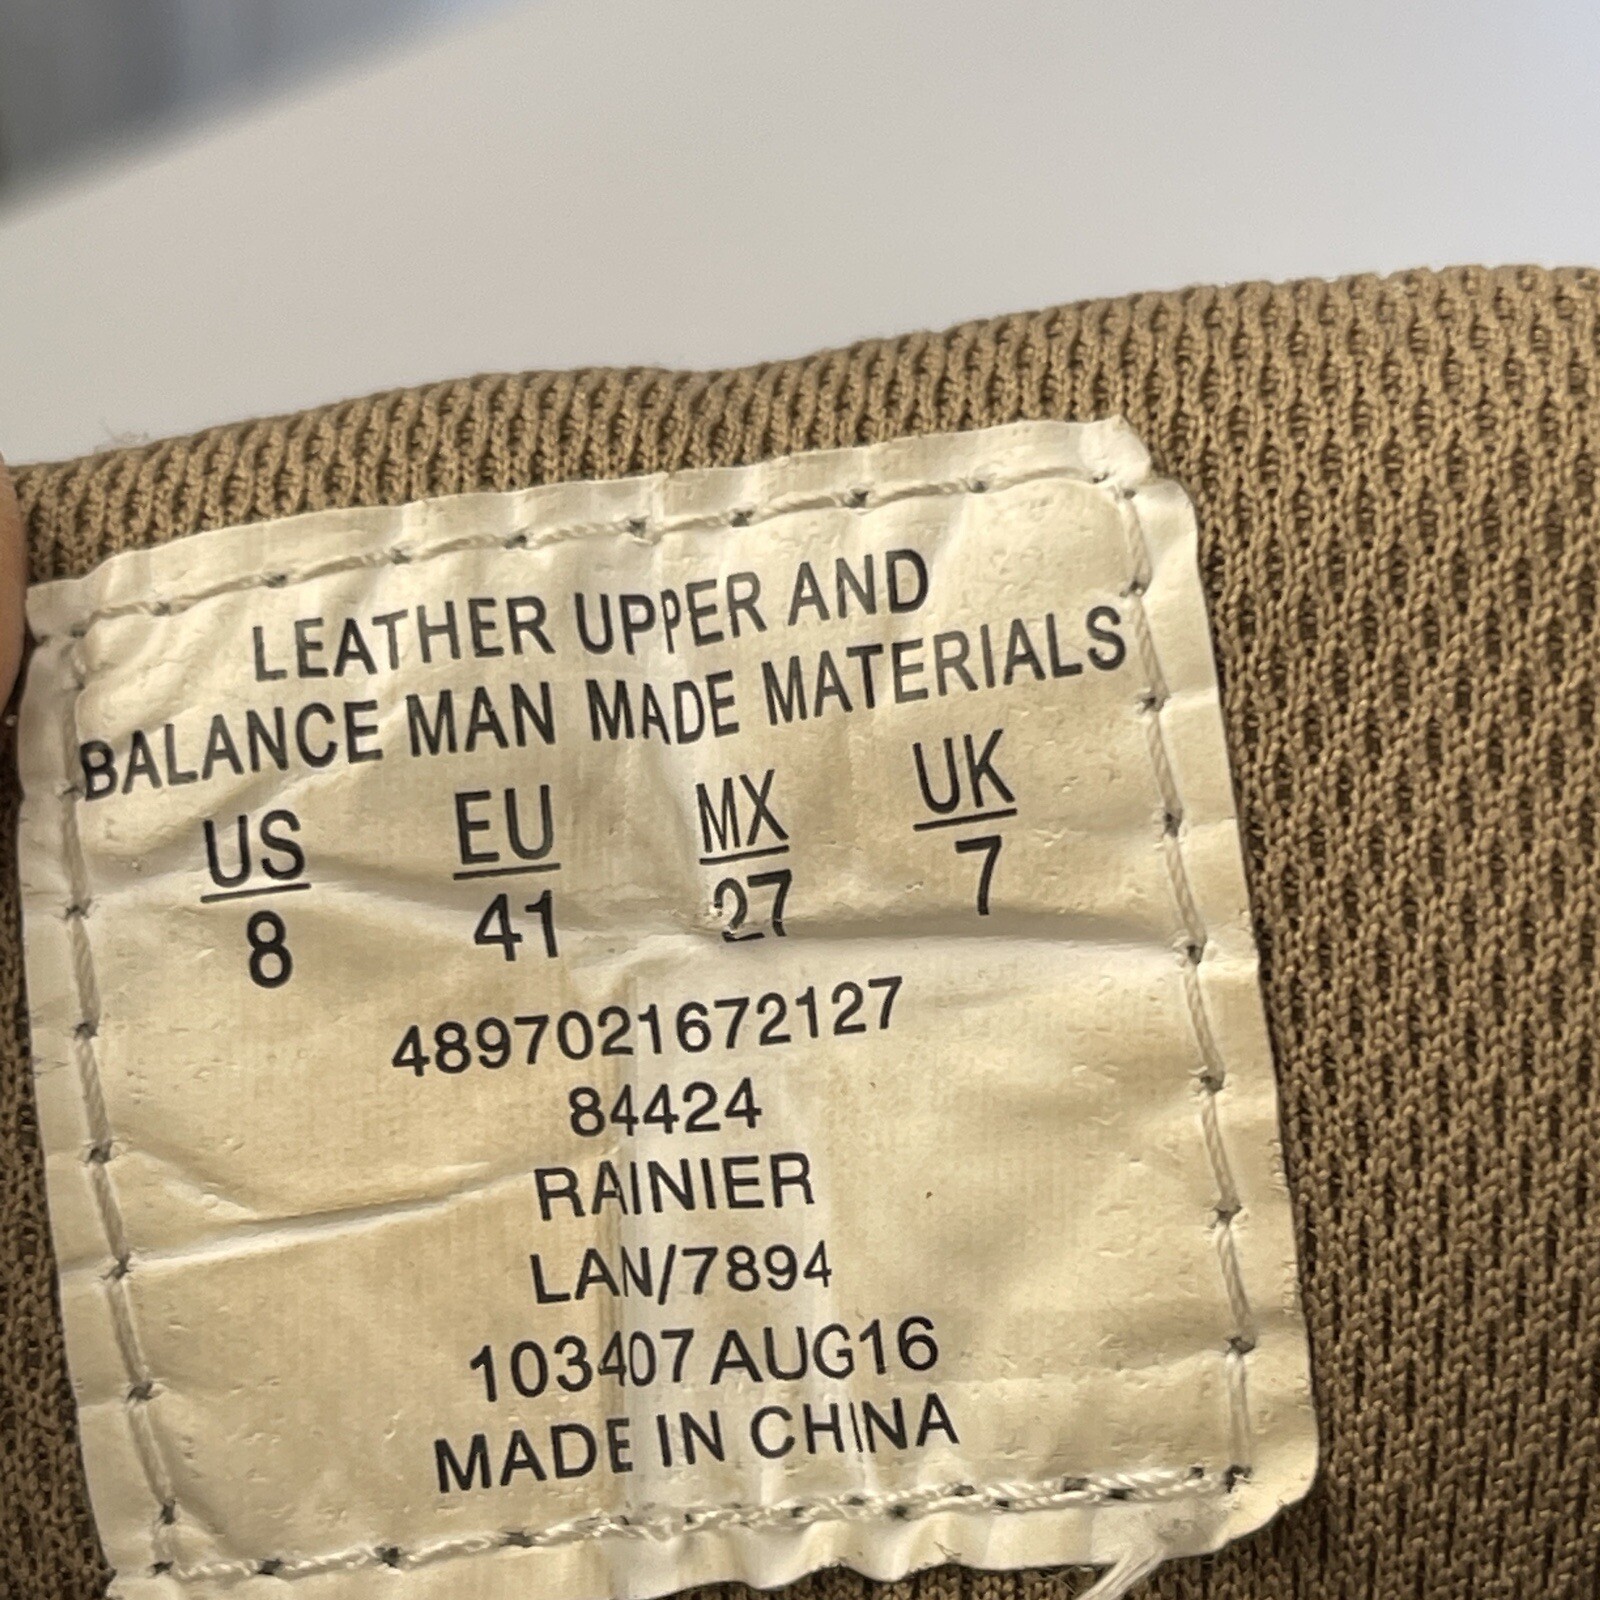 LEATHER UPPER AND
BALANCE MAN MADE MATERIALS
US EU MX UK
8 41 27 7
4897021672127
84424
RAINIER
LAN/7894
103407 AUG16
MADE IN CHINA